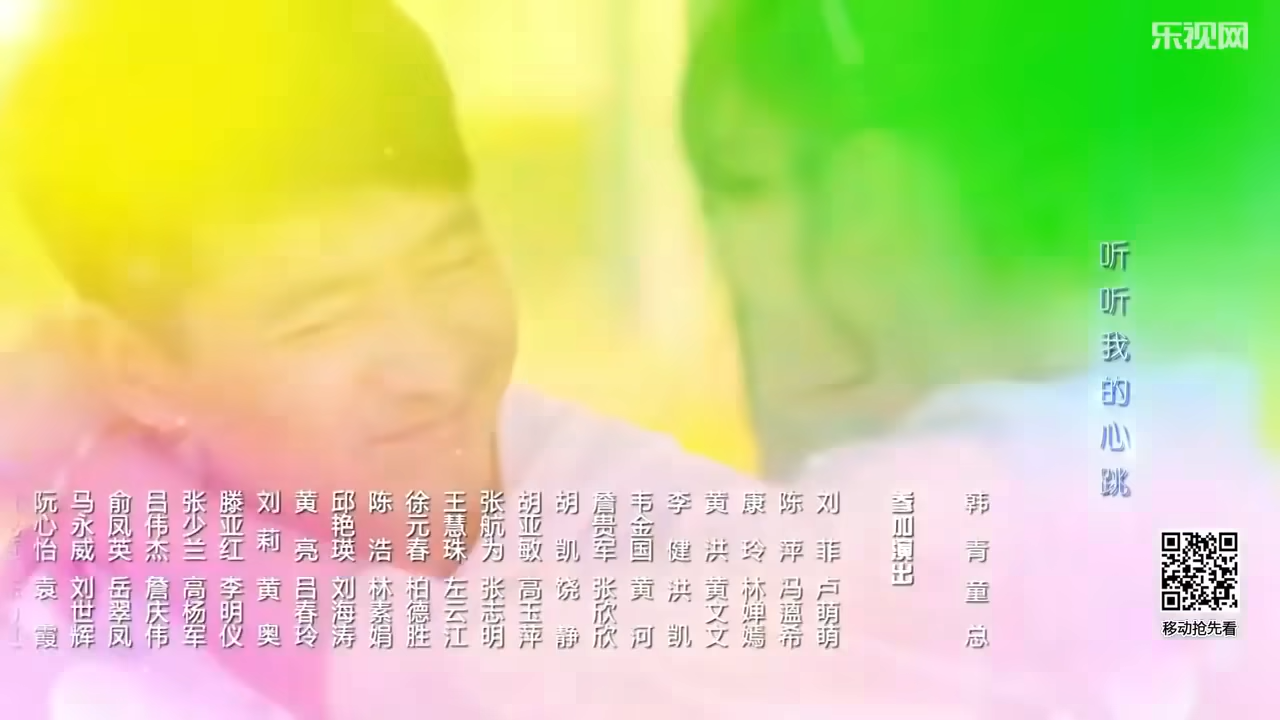 乐视网
听听我的心跳
韩青
童总
参加演出
刘菲
卢萌萌
陈萍
冯溫希
康玲
林婵嫣
黄洪
黄文文
李健
洪凯
韦金国
黄河
詹贵军
张欣欣
胡凯
饶静
胡亚敏
高玉萍
张航为
张志明
王慧珠
左云江
徐元春
柏德胜
陈浩
林素娟
邱艳瑛
刘海涛
黄亮
吕春玲
刘莉
黄奥
滕亚红
李明仪
张少兰
高杨军
吕伟杰
詹庆伟
俞凤英
岳翠凤
马永威
刘世辉
阮心怡
袁霞
移动抢先看